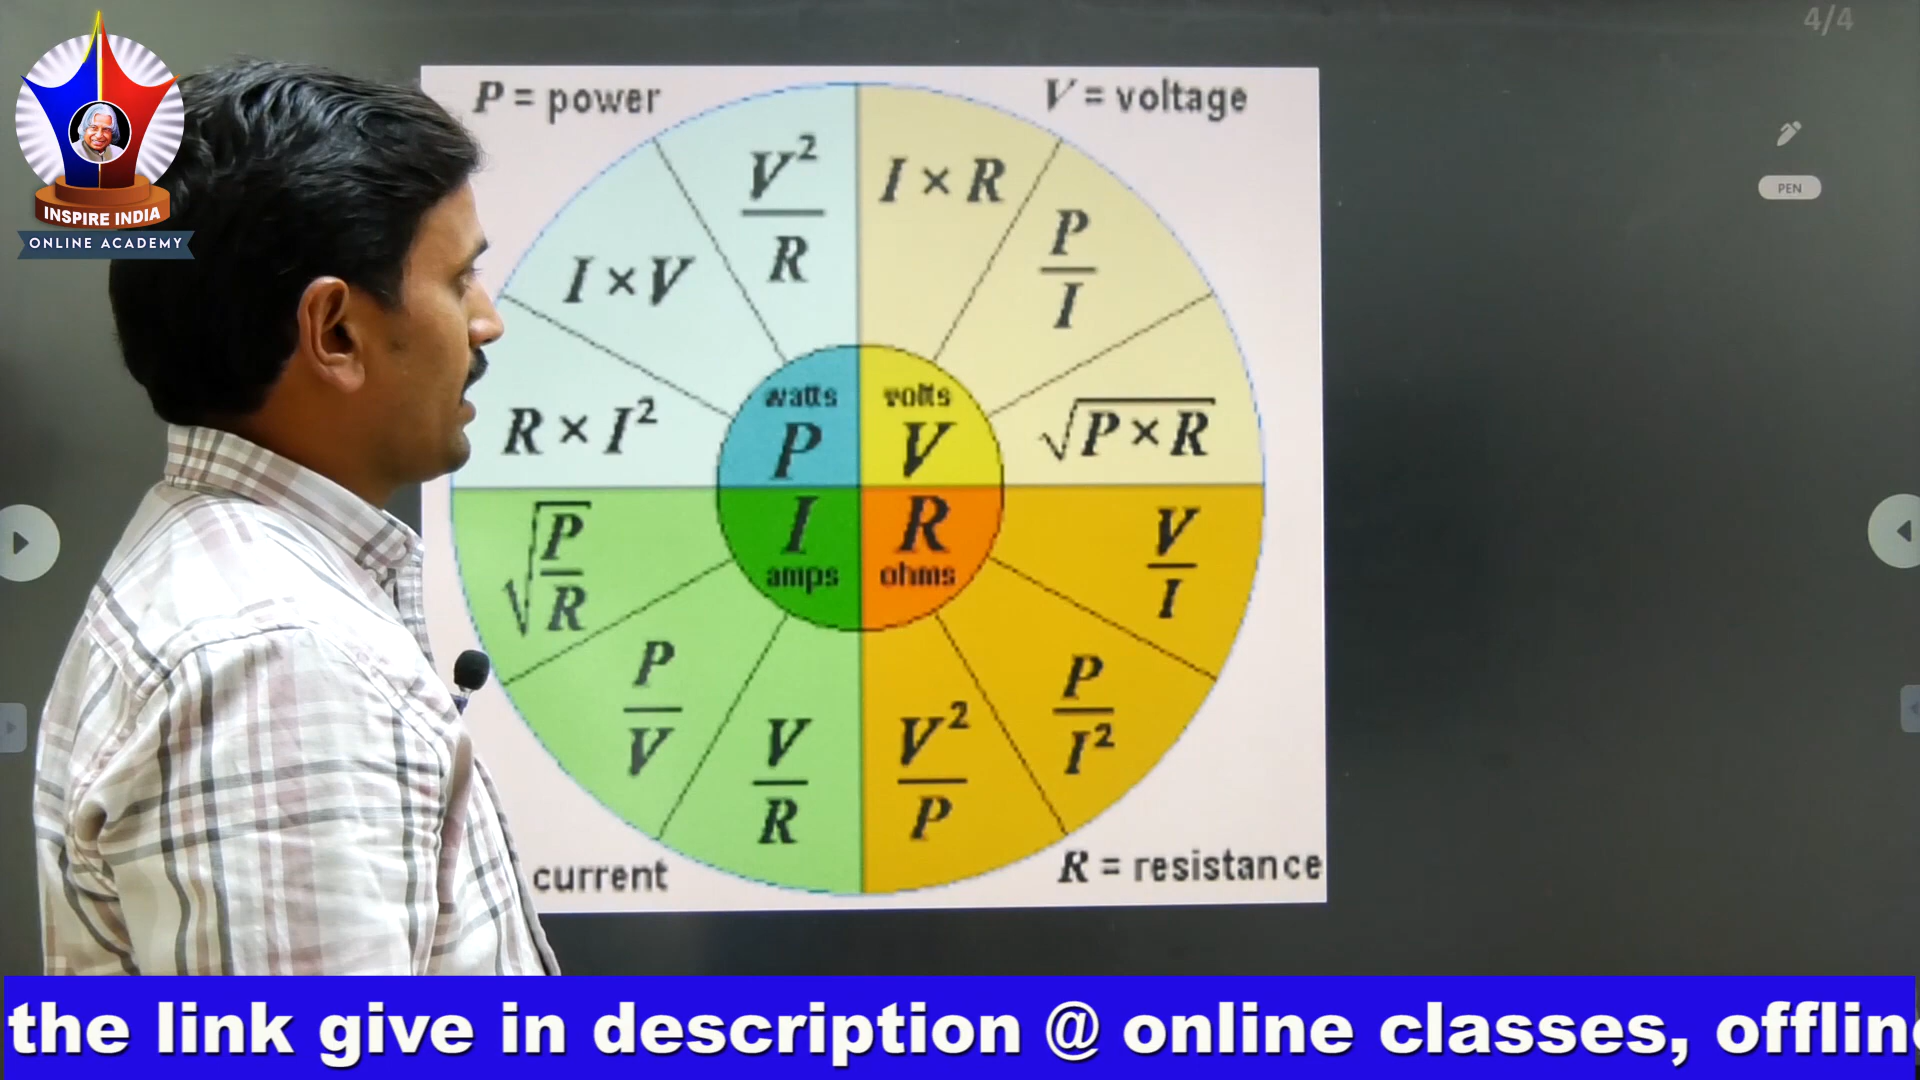 4/4
P = power
V = voltage
V²/R
I × R
P/I
I × V
R × I²
√P × R
watts
P
volts
V
I
amps
R
ohms
√P/R
P/V
V/R
V²/P
P/I²
V/I
current
R = resistance
PEN
INSPIRE INDIA
ONLINE ACADEMY
the link give in description @ online classes, offline